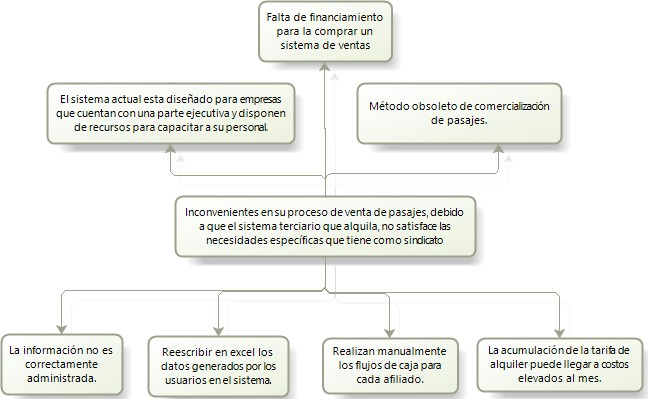 Falta de financiamiento
para la comprar un
sistema de ventas
El sistema actual esta diseñado para empresas
que cuentan con una parte ejecutiva y disponen
de recursos para capacitar a su personal.
Método obsoleto de comercialización
de pasajes.
Inconvenientes en su proceso de venta de pasajes, debido
a que el sistema terciario que alquila, no satisface las
necesidades específicas que tiene como sindicato
La información no es
correctamente
administrada.
Reescribir en excel los
datos generados por los
usuarios en el sistema.
Realizan manualmente
los flujos de caja para
cada afiliado.
La acumulación de la tarifa de
alquiler puede llegar a costos
elevados al mes.